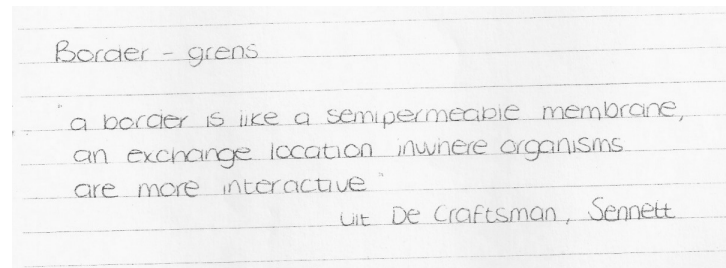 Border - grens
"a border is like a semipermeable membrane,
an exchange location inwhere organisms
are more interactive"
uit De Craftsman, Sennett